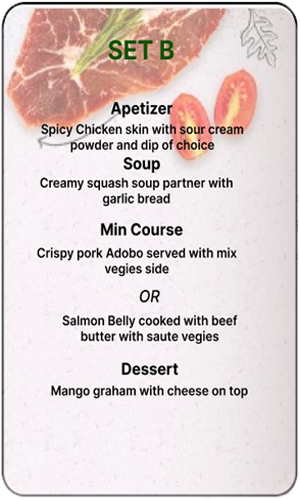 SET B
Apetizer
Spicy Chicken skin with sour cream
powder and dip of choice
Soup
Creamy squash soup partner with
garlic bread
Min Course
Crispy pork Adobo served with mix
vegies side
OR
Salmon Belly cooked with beef
butter with saute vegies
Dessert
Mango graham with cheese on top